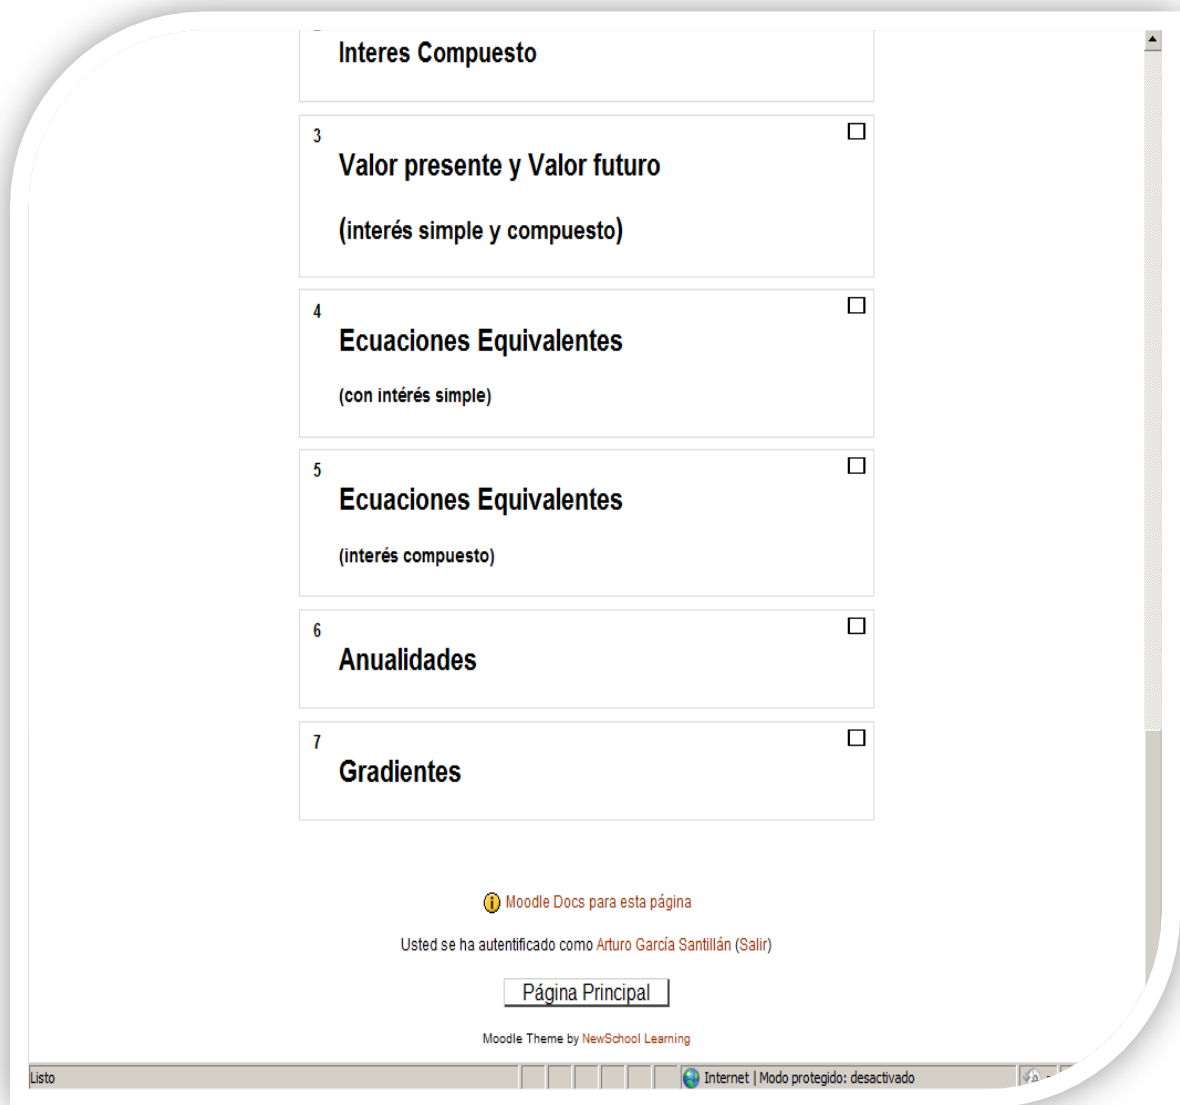 Interes Compuesto
3
Valor presente y Valor futuro
(interés simple y compuesto)
4
Ecuaciones Equivalentes
(con intérés simple)
5
Ecuaciones Equivalentes
(interés compuesto)
6
Anualidades
7
Gradientes
Moodle Docs para esta página
Usted se ha autentificado como Arturo García Santillán (Salir)
Página Principal
Moodle Theme by NewSchool Learning
Listo
Internet | Modo protegido: desactivado